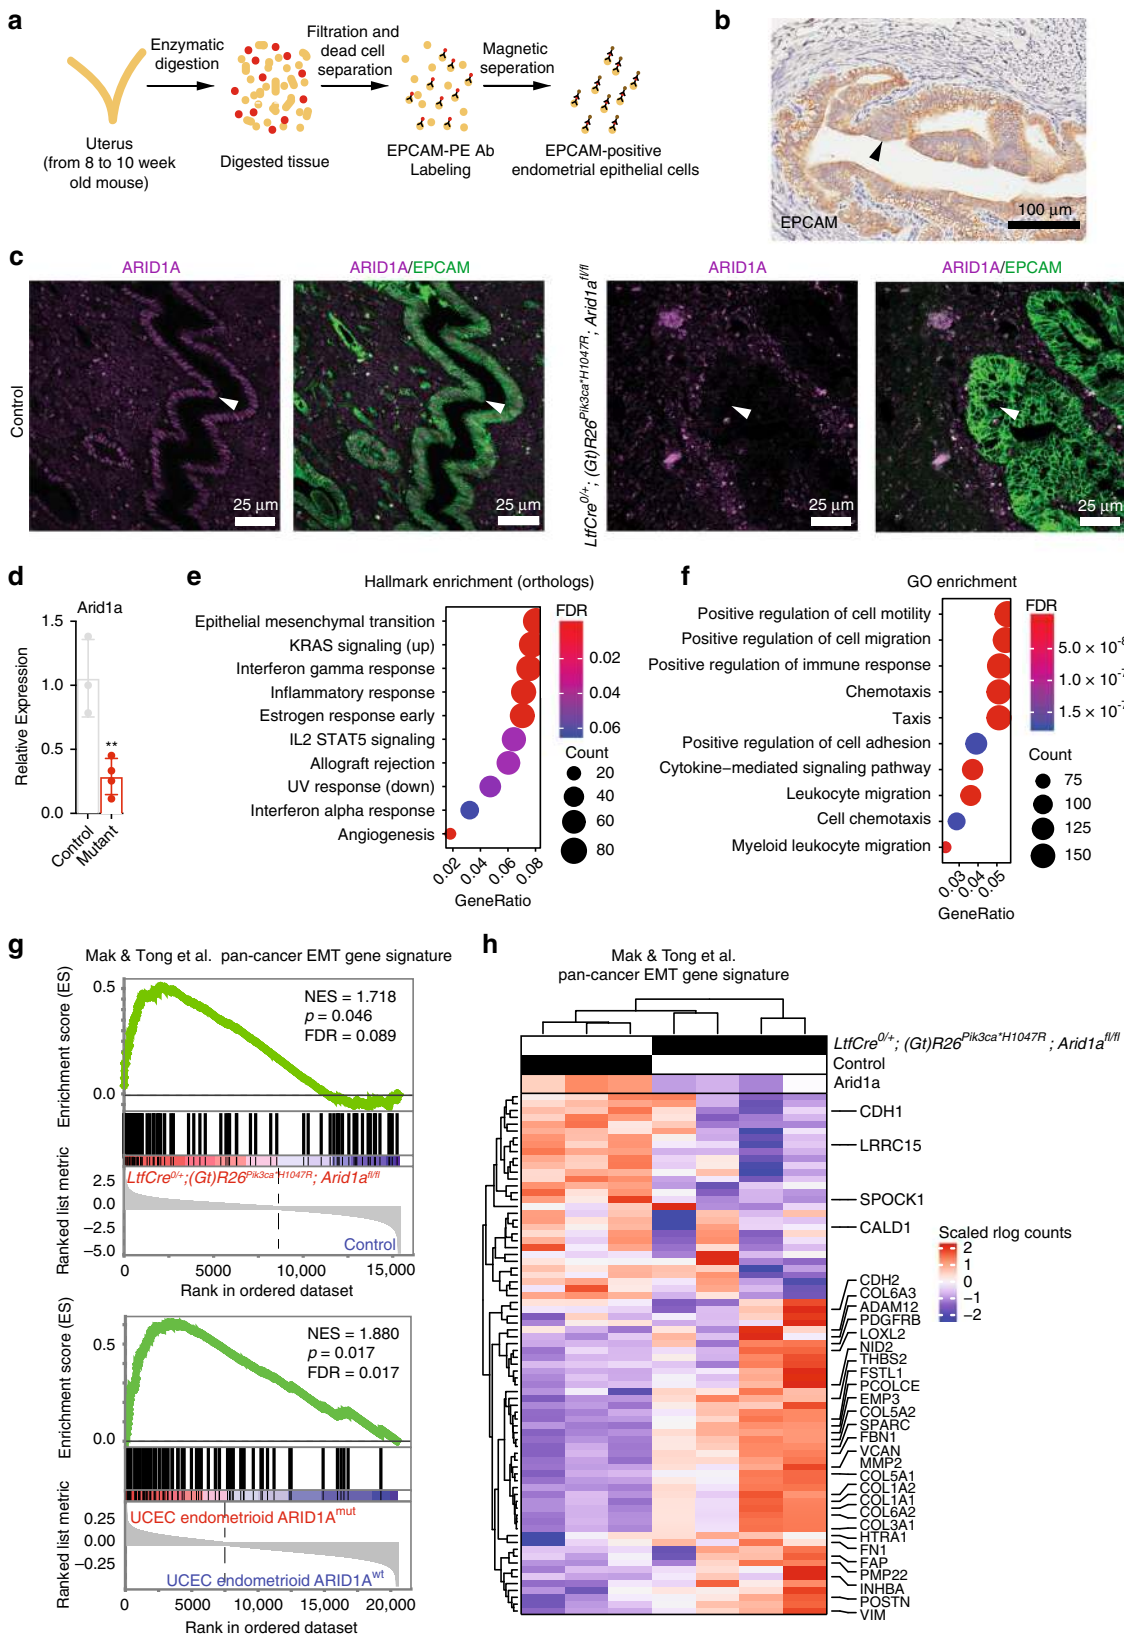 a
Enzymatic
digestion
Filtration and
dead cell
separation
Magnetic
seperation
Uterus
(from 8 to 10 week
old mouse)
Digested tissue
EPCAM-PE Ab
Labeling
EPCAM-positive
endometrial epithelial cells
b
EPCAM
100 μm
c
ARID1A
ARID1A/EPCAM
ARID1A
ARID1A/EPCAM
Control
LtfCre0/+; (Gt)R26Pik3ca*H1047R; Arid1afl/fl
25 μm
25 μm
25 μm
25 μm
d
Arid1a
Relative Expression
1.5
1.0
0.5
0.0
**
Control
Mutant
e
Hallmark enrichment (orthologs)
Epithelial mesenchymal transition
KRAS signaling (up)
Interferon gamma response
Inflammatory response
Estrogen response early
IL2 STAT5 signaling
Allograft rejection
UV response (down)
Interferon alpha response
Angiogenesis
0.02
0.04
0.06
0.08
GeneRatio
FDR
0.02
0.04
0.06
Count
20
40
60
80
f
GO enrichment
Positive regulation of cell motility
Positive regulation of cell migration
Positive regulation of immune response
Chemotaxis
Taxis
Positive regulation of cell adhesion
Cytokine−mediated signaling pathway
Leukocyte migration
Cell chemotaxis
Myeloid leukocyte migration
0.03
0.04
0.05
GeneRatio
FDR
5.0 × 10-8
1.0 × 10-7
1.5 × 10-7
Count
75
100
125
150
g
Mak & Tong et al. pan-cancer EMT gene signature
Enrichment score (ES)
0.5
0.0
NES = 1.718
p = 0.046
FDR = 0.089
Ranked list metric
2.5
0.0
−2.5
−5.0
LtfCre0/+;(Gt)R26Pik3ca*H1047R; Arid1afl/fl
Control
0
5000
10,000
15,000
Rank in ordered dataset
Enrichment score (ES)
0.5
0.0
NES = 1.880
p = 0.017
FDR = 0.017
Ranked list metric
0.25
0.00
−0.25
UCEC endometrioid ARID1Amut
UCEC endometrioid ARID1Awt
0
5000
10,000
15,000
20,000
Rank in ordered dataset
h
Mak & Tong et al.
pan-cancer EMT gene signature
LtfCre0/+; (Gt)R26Pik3ca*H1047R ; Arid1afl/fl
Control
Arid1a
CDH1
LRRC15
SPOCK1
CALD1
CDH2
COL6A3
ADAM12
PDGFRB
LOXL2
NID2
THBS2
FSTL1
PCOLCE
EMP3
COL5A2
SPARC
FBN1
VCAN
MMP2
COL5A1
COL1A2
COL1A1
COL6A2
COL3A1
HTRA1
FN1
FAP
PMP22
INHBA
POSTN
VIM
Scaled rlog counts
2
1
0
−1
−2